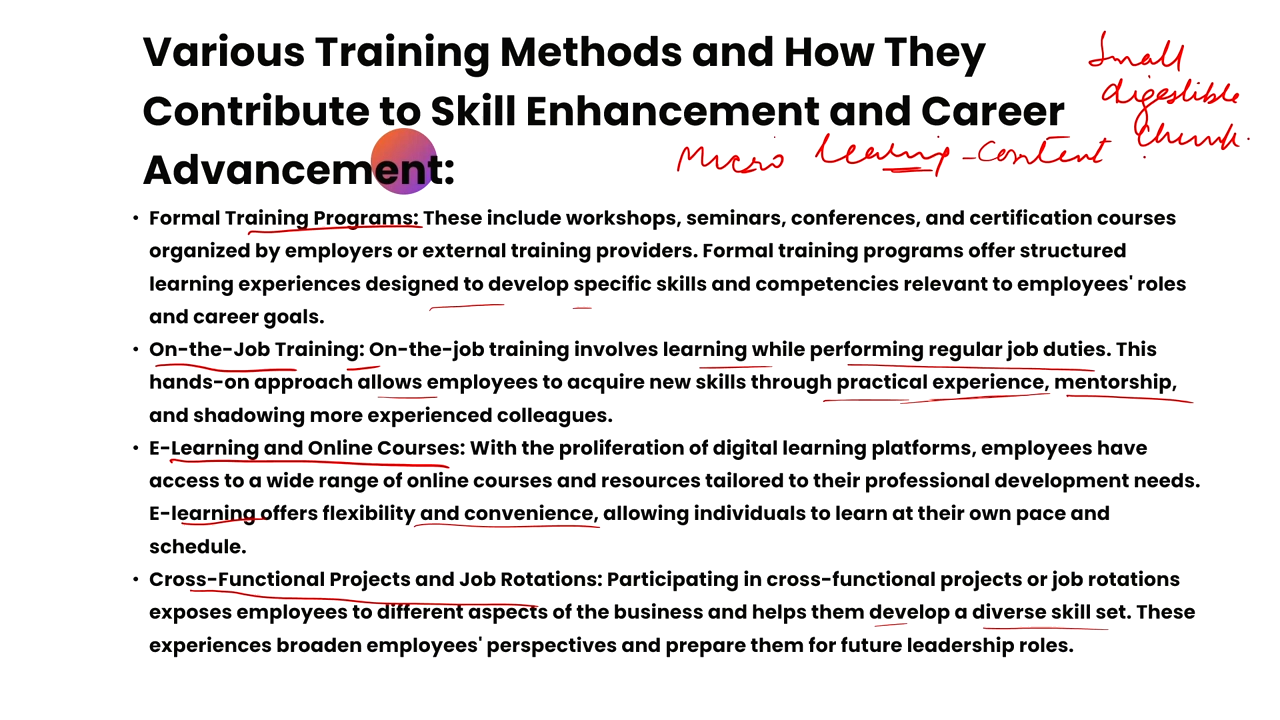 Various Training Methods and How They
Contribute to Skill Enhancement and Career
Advancement:
Small
digestible
chunk.
Micro learning - content
• Formal Training Programs: These include workshops, seminars, conferences, and certification courses
organized by employers or external training providers. Formal training programs offer structured
learning experiences designed to develop specific skills and competencies relevant to employees' roles
and career goals.
• On-the-Job Training: On-the-job training involves learning while performing regular job duties. This
hands-on approach allows employees to acquire new skills through practical experience, mentorship,
and shadowing more experienced colleagues.
• E-Learning and Online Courses: With the proliferation of digital learning platforms, employees have
access to a wide range of online courses and resources tailored to their professional development needs.
E-learning offers flexibility and convenience, allowing individuals to learn at their own pace and
schedule.
• Cross-Functional Projects and Job Rotations: Participating in cross-functional projects or job rotations
exposes employees to different aspects of the business and helps them develop a diverse skill set. These
experiences broaden employees' perspectives and prepare them for future leadership roles.